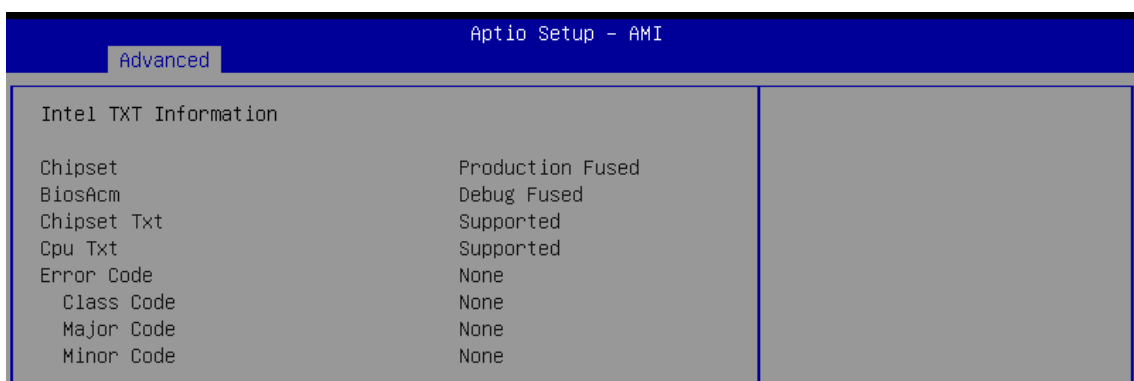 Aptio Setup – AMI
Advanced
Intel TXT Information
Chipset Production Fused
BiosAcm Debug Fused
Chipset Txt Supported
Cpu Txt Supported
Error Code None
Class Code None
Major Code None
Minor Code None